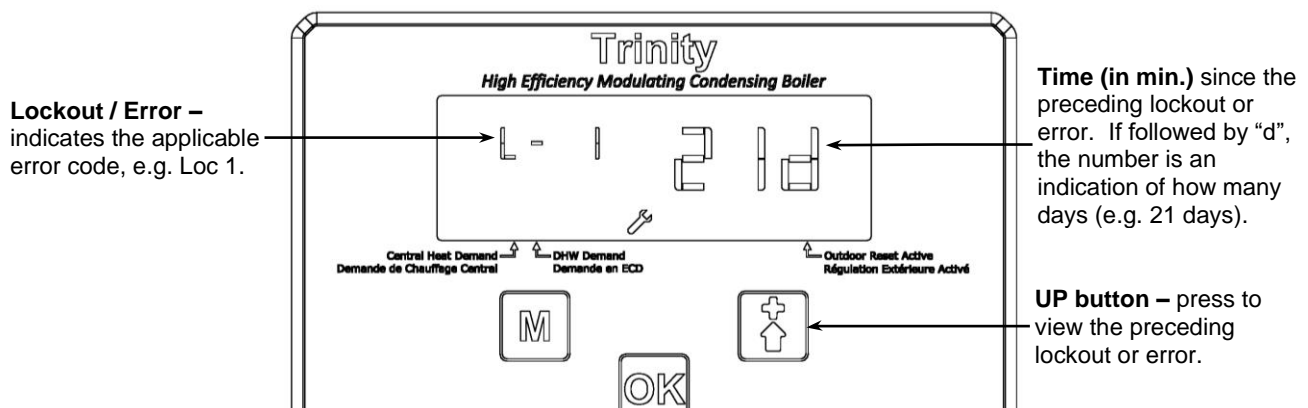 Trinity
High Efficiency Modulating Condensing Boiler
Lockout / Error –
indicates the applicable
error code, e.g. Loc 1.
L- 1 21d
Time (in min.) since the
preceding lockout or
error. If followed by “d”,
the number is an
indication of how many
days (e.g. 21 days).
Central Heat Demand
Demande de Chauffage Central
DHW Demand
Demande en ECD
Outdoor Reset Active
Régulation Extérieure Activé
M
OK
UP button – press to
view the preceding
lockout or error.